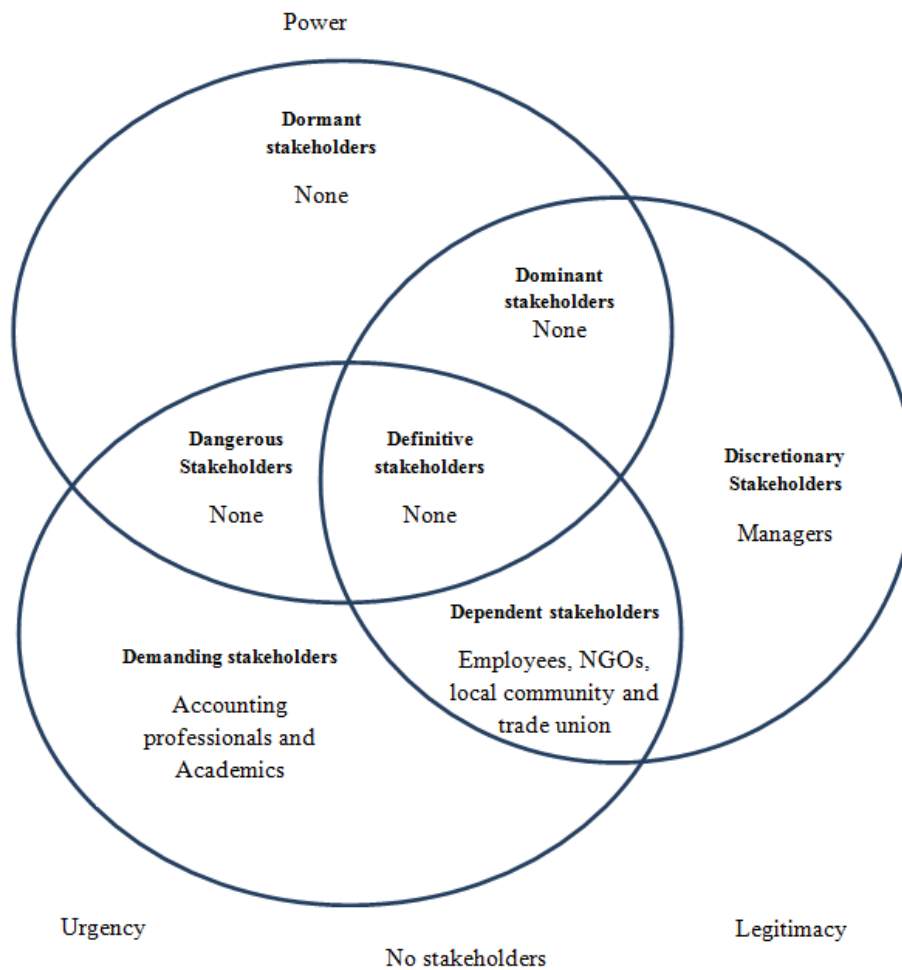 Power
Dormant
stakeholders
None
Dominant
stakeholders
None
Dangerous
Stakeholders
None
Definitive
stakeholders
None
Discretionary
Stakeholders
Managers
Dependent stakeholders
Employees, NGOs,
local community and
trade union
Demanding stakeholders
Accounting
professionals and
Academics
Urgency
Legitimacy
No stakeholders